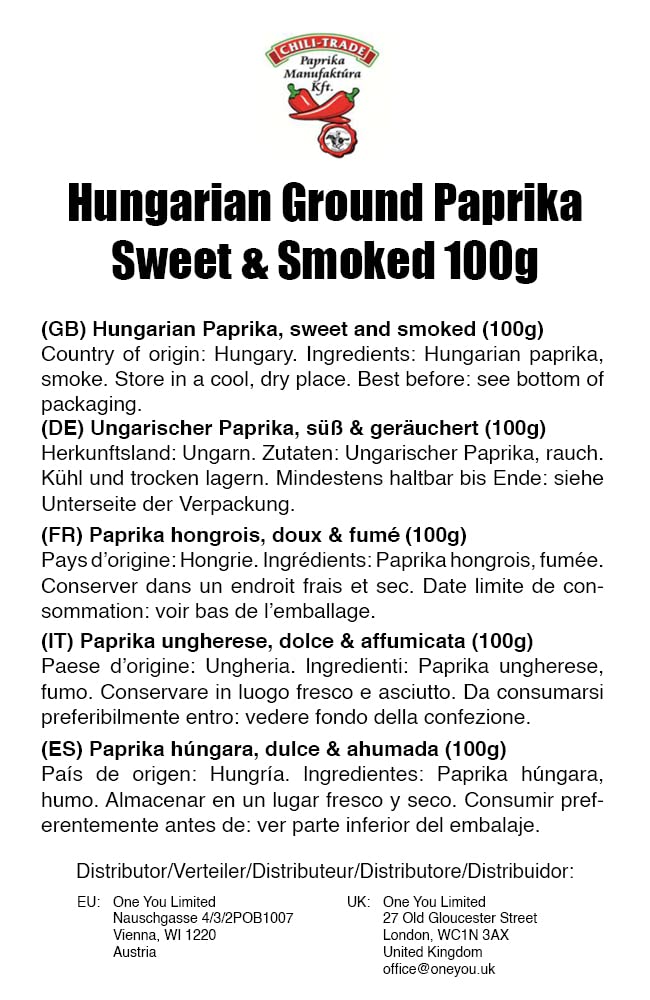 CHILI-TRADE
Paprika
Manufaktúra
Kft.
Hungarian Ground Paprika
Sweet & Smoked 100g
(GB) Hungarian Paprika, sweet and smoked (100g)
Country of origin: Hungary. Ingredients: Hungarian paprika,
smoke. Store in a cool, dry place. Best before: see bottom of
packaging.
(DE) Ungarischer Paprika, süß & geräuchert (100g)
Herkunftsland: Ungarn. Zutaten: Ungarischer Paprika, rauch.
Kühl und trocken lagern. Mindestens haltbar bis Ende: siehe
Unterseite der Verpackung.
(FR) Paprika hongrois, doux & fumé (100g)
Pays d’origine: Hongrie. Ingrédients: Paprika hongrois, fumée.
Conserver dans un endroit frais et sec. Date limite de con-
sommation: voir bas de l’emballage.
(IT) Paprika ungherese, dolce & affumicata (100g)
Paese d’origine: Ungheria. Ingredienti: Paprika ungherese,
fumo. Conservare in luogo fresco e asciutto. Da consumarsi
preferibilmente entro: vedere fondo della confezione.
(ES) Paprika húngara, dulce & ahumada (100g)
País de origen: Hungría. Ingredientes: Paprika húngara,
humo. Almacenar en un lugar fresco y seco. Consumir pref-
erentemente antes de: ver parte inferior del embalaje.
Distributor/Verteiler/Distributeur/Distributore/Distribuidor:
EU: One You Limited
Nauschgasse 4/3/2POB1007
Vienna, WI 1220
Austria
UK: One You Limited
27 Old Gloucester Street
London, WC1N 3AX
United Kingdom
office@oneyou.uk